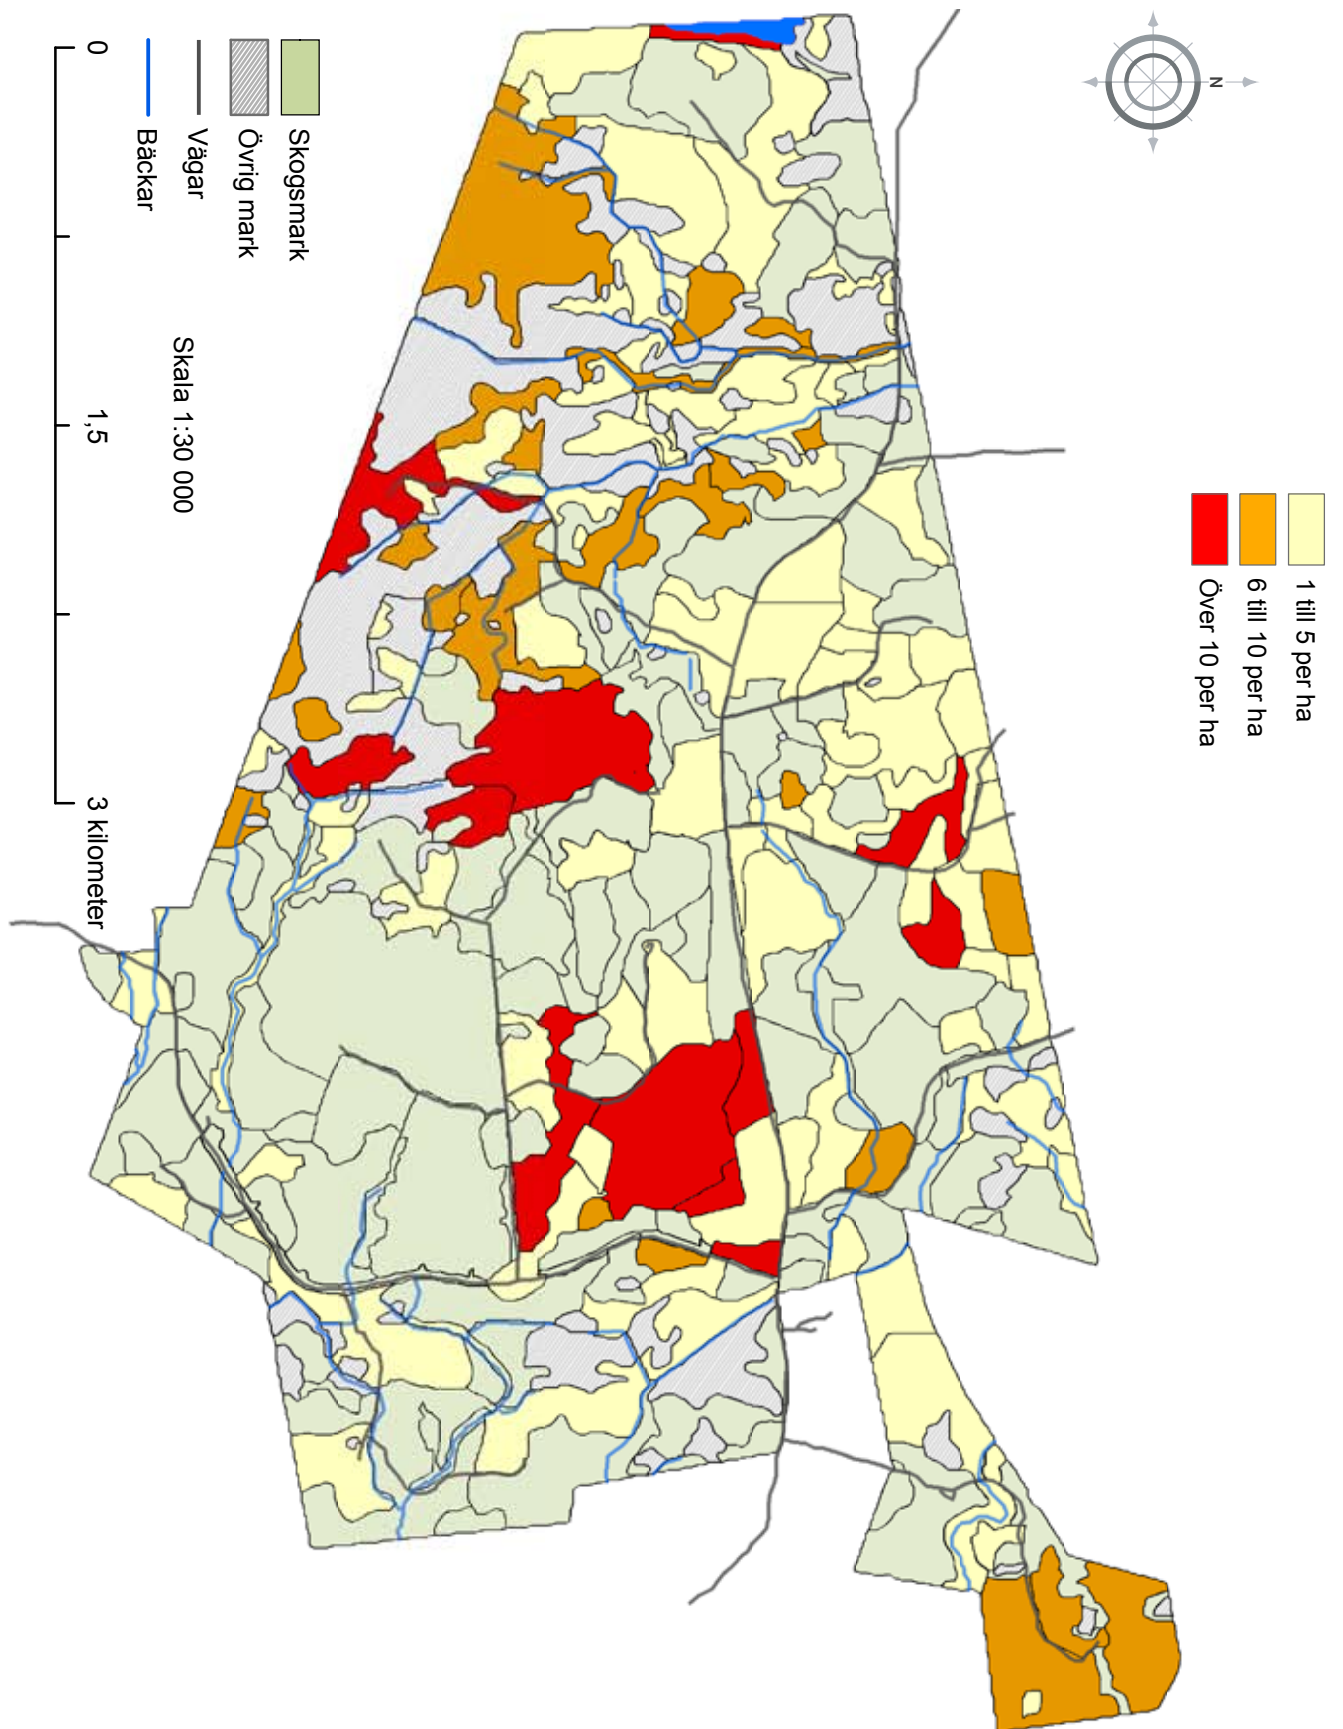 N
1 till 5 per ha
6 till 10 per ha
Över 10 per ha
Skogsmark
Övrig mark
Vägar
Bäckar
Skala 1:30 000
0 1,5 3 kilometer